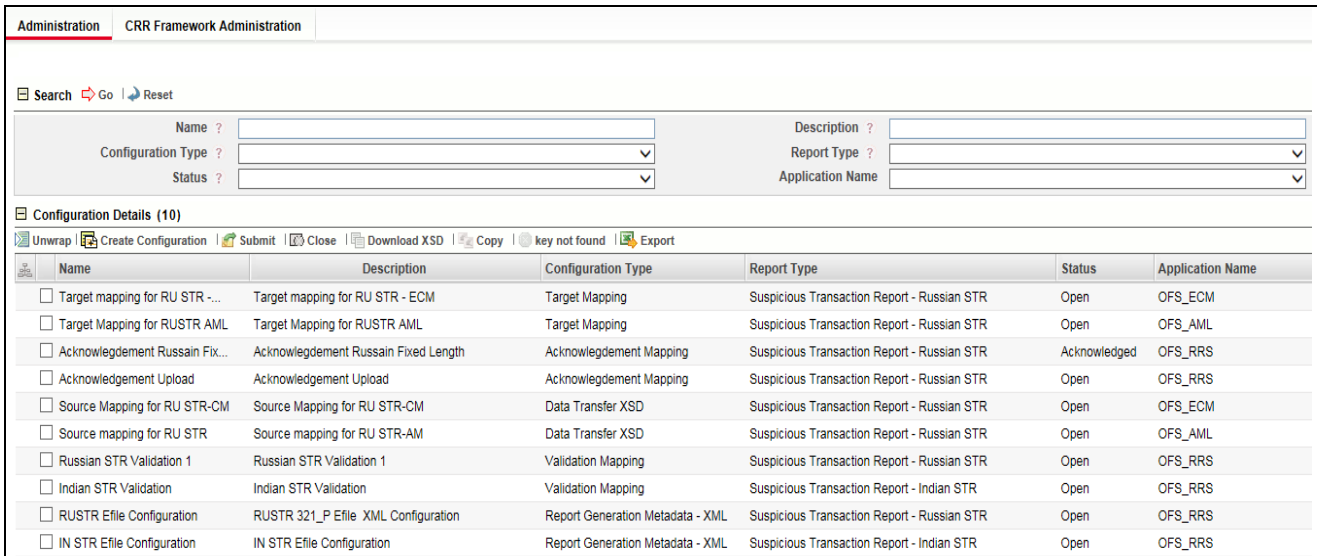 Administration CRR Framework Administration
Search Go Reset
Name ? Description ?
Configuration Type ? Report Type ?
Status ? Application Name
Configuration Details (10)
Unwrap Create Configuration Submit Close Download XSD Copy key not found Export
Name Description Configuration Type Report Type Status Application Name
Target mapping for RU STR -... Target mapping for RU STR - ECM Target Mapping Suspicious Transaction Report - Russian STR Open OFS_ECM
Target Mapping for RUSTR AML Target Mapping for RUSTR AML Target Mapping Suspicious Transaction Report - Russian STR Open OFS_AML
Acknowlegdement Russain Fix... Acknowlegdement Russain Fixed Length Acknowlegdement Mapping Suspicious Transaction Report - Russian STR Acknowledged OFS_RRS
Acknowledgement Upload Acknowledgement Upload Acknowlegdement Mapping Suspicious Transaction Report - Russian STR Open OFS_RRS
Source Mapping for RU STR-CM Source Mapping for RU STR-CM Data Transfer XSD Suspicious Transaction Report - Russian STR Open OFS_ECM
Source mapping for RU STR Source mapping for RU STR-AM Data Transfer XSD Suspicious Transaction Report - Russian STR Open OFS_AML
Russian STR Validation 1 Russian STR Validation 1 Validation Mapping Suspicious Transaction Report - Russian STR Open OFS_RRS
Indian STR Validation Indian STR Validation Validation Mapping Suspicious Transaction Report - Indian STR Open OFS_RRS
RUSTR Efile Configuration RUSTR 321_P Efile XML Configuration Report Generation Metadata - XML Suspicious Transaction Report - Russian STR Open OFS_RRS
IN STR Efile Configuration IN STR Efile Configuration Report Generation Metadata - XML Suspicious Transaction Report - Indian STR Open OFS_RRS